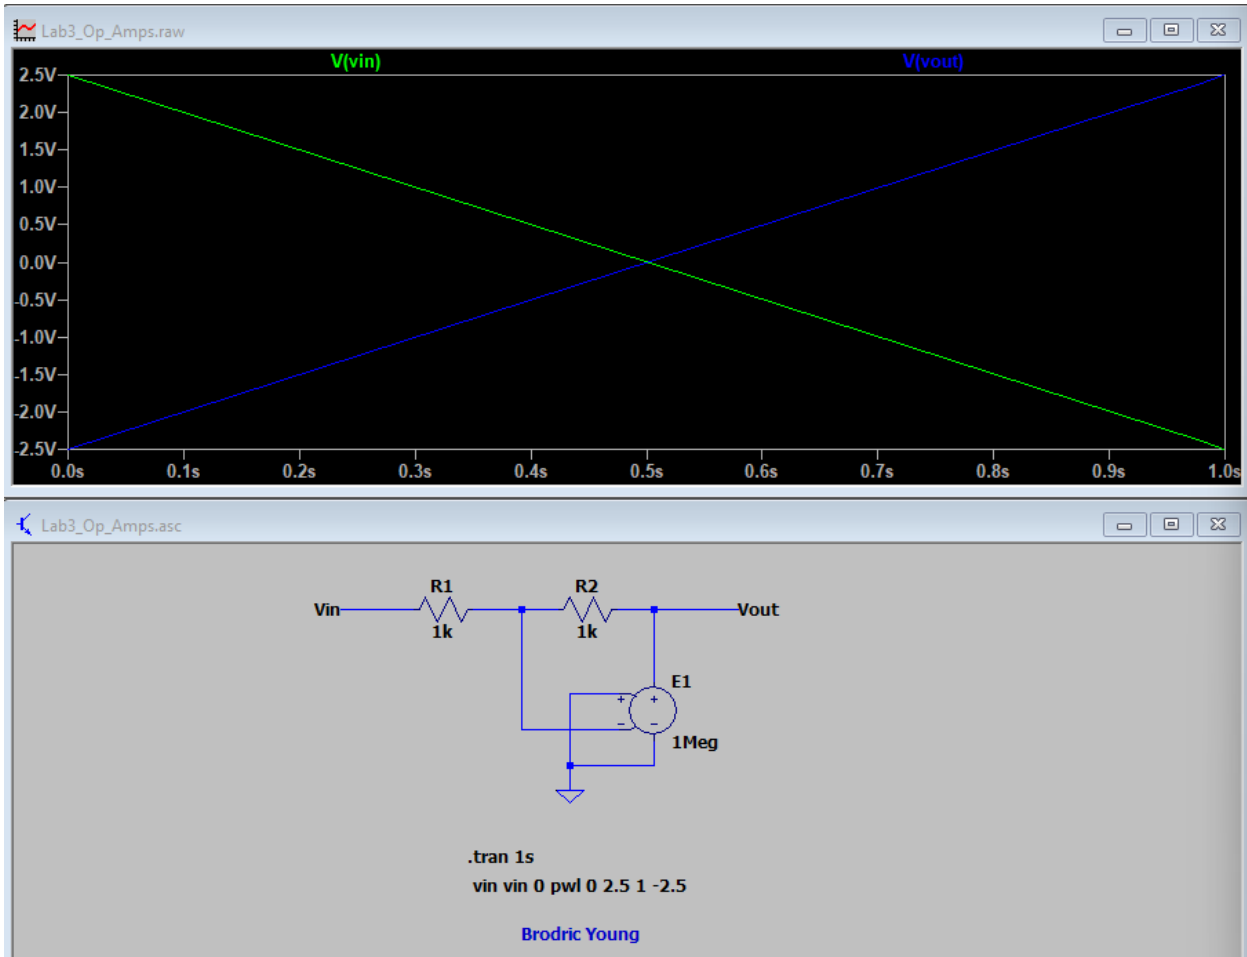 Lab3_Op_Amps.raw
V(vin) V(vout)
2.5V
2.0V
1.5V
1.0V
0.5V
0.0V
-0.5V
-1.0V
-1.5V
-2.0V
-2.5V
0.0s 0.1s 0.2s 0.3s 0.4s 0.5s 0.6s 0.7s 0.8s 0.9s 1.0s
Lab3_Op_Amps.asc
R1 R2
Vin Vout
1k 1k
E1
+ +
- -
1Meg
.tran 1s
vin vin 0 pwl 0 2.5 1 -2.5
Brodric Young